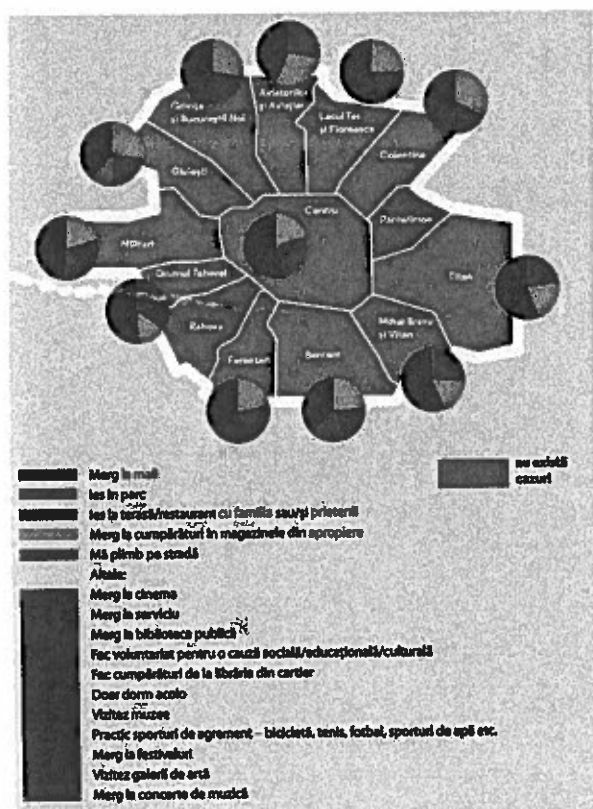 Grivița
și Bucureștii Noi
Aviatorilor
și Aviației
Lacul Tei
și Floreasca
Colentina
Giulești
Centru
Pantelimon
Militari
Titan
Drumul Taberei
Rahova
Ferentari
Berceni
Mihai Bravu
și Vitan
Merg la mall
Ies în parc
Ies la terasă/restaurant cu familia sau/și prietenii
Merg la cumpărături în magazinele din apropiere
Mă plimb pe stradă
Altele:
Merg la cinema
Merg la serviciu
Merg la biblioteca publică
Fac voluntariat pentru o cauză socială/educațională/culturală
Fac cumpărături de la librăria din cartier
Doar dorm acolo
Vizitez muzee
Practic sporturi de agrement – bicicletă, tenis, fotbal, sporturi de apă etc.
Merg la festivaluri
Vizitez galerii de artă
Merg la concerte de muzică
nu există
cazuri